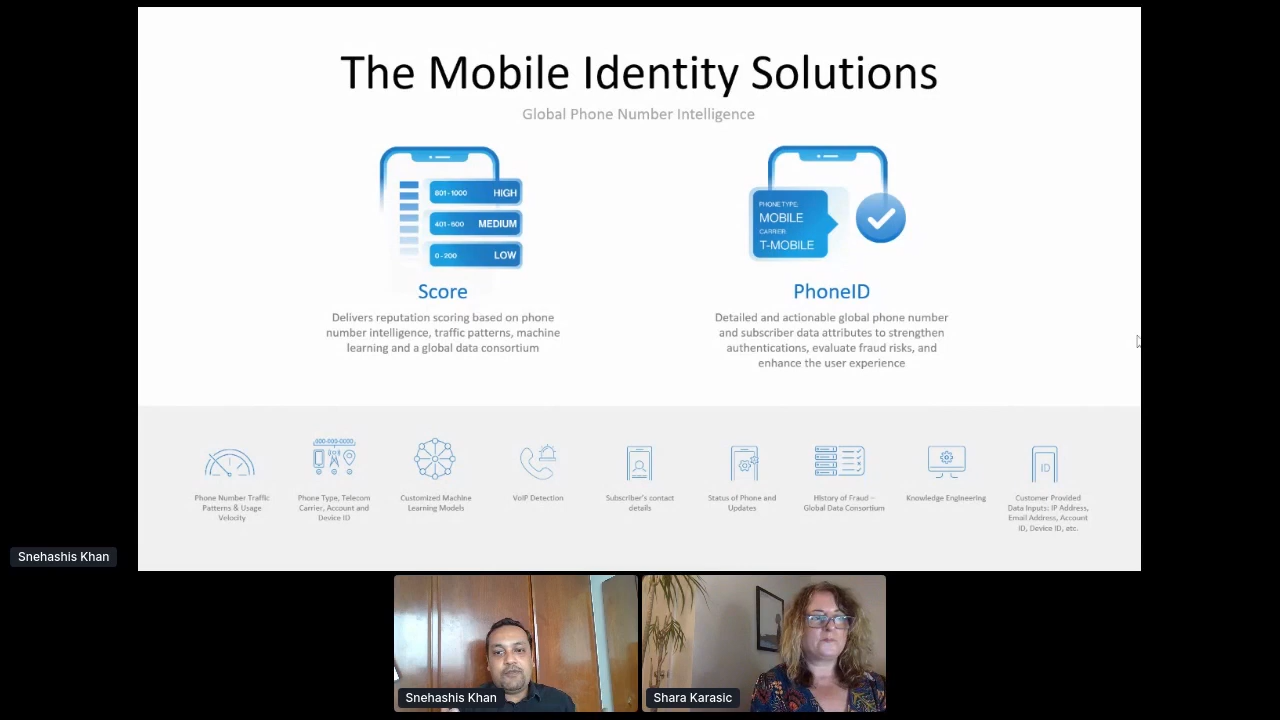 The Mobile Identity Solutions
Global Phone Number Intelligence
801 - 1000 HIGH
401 - 600 MEDIUM
0 - 200 LOW
PHONE TYPE:
MOBILE
CARRIER
T-MOBILE
Score
Delivers reputation scoring based on phone
number intelligence, traffic patterns, machine
learning and a global data consortium
PhoneID
Detailed and actionable global phone number
and subscriber data attributes to strengthen
authentications, evaluate fraud risks, and
enhance the user experience
000-000-0000
ID
Phone Number Traffic
Patterns & Usage
Velocity
Phone Type, Telecom
Carrier, Account and
Device ID
Customized Machine
Learning Models
VoIP Detection
Subscriber's contact
details
Status of Phone and
Updates
History of Fraud –
Global Data Consortium
Knowledge Engineering
Customer Provided
Data Inputs: IP Address,
Email Address, Account
ID, Device ID, etc.
Snehashis Khan
Snehashis Khan
Shara Karasic